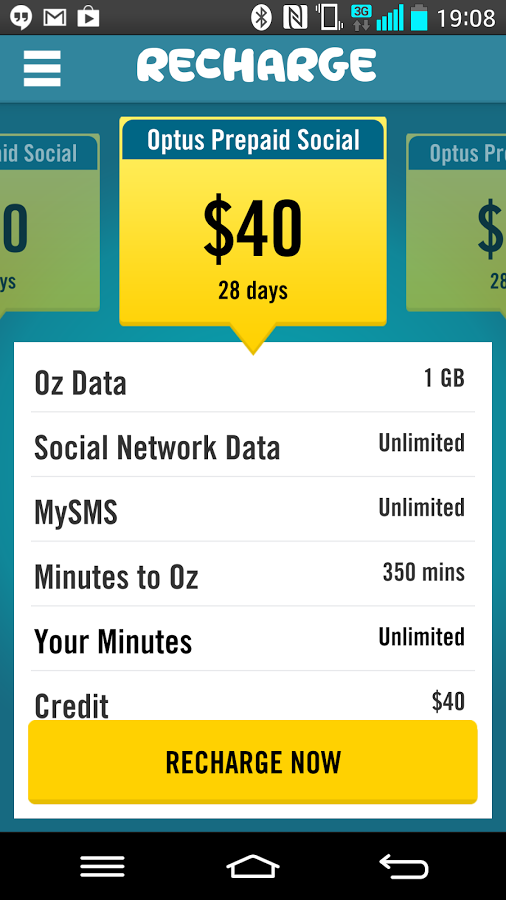 3G 19:08
RECHARGE
id Social
Optus Prepaid Social
Optus Pr
0
$40
$
ys
28 days
28
Oz Data 1 GB
Social Network Data Unlimited
MySMS Unlimited
Minutes to Oz 350 mins
Your Minutes Unlimited
Credit $40
RECHARGE NOW